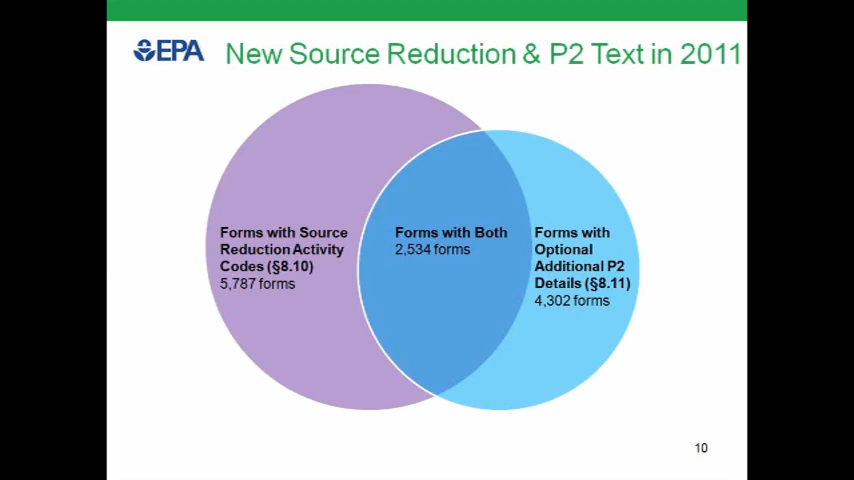 EPA
New Source Reduction & P2 Text in 2011
Forms with Source
Reduction Activity
Codes (§8.10)
5,787 forms
Forms with Both
2,534 forms
Forms with
Optional
Additional P2
Details (§8.11)
4,302 forms
10